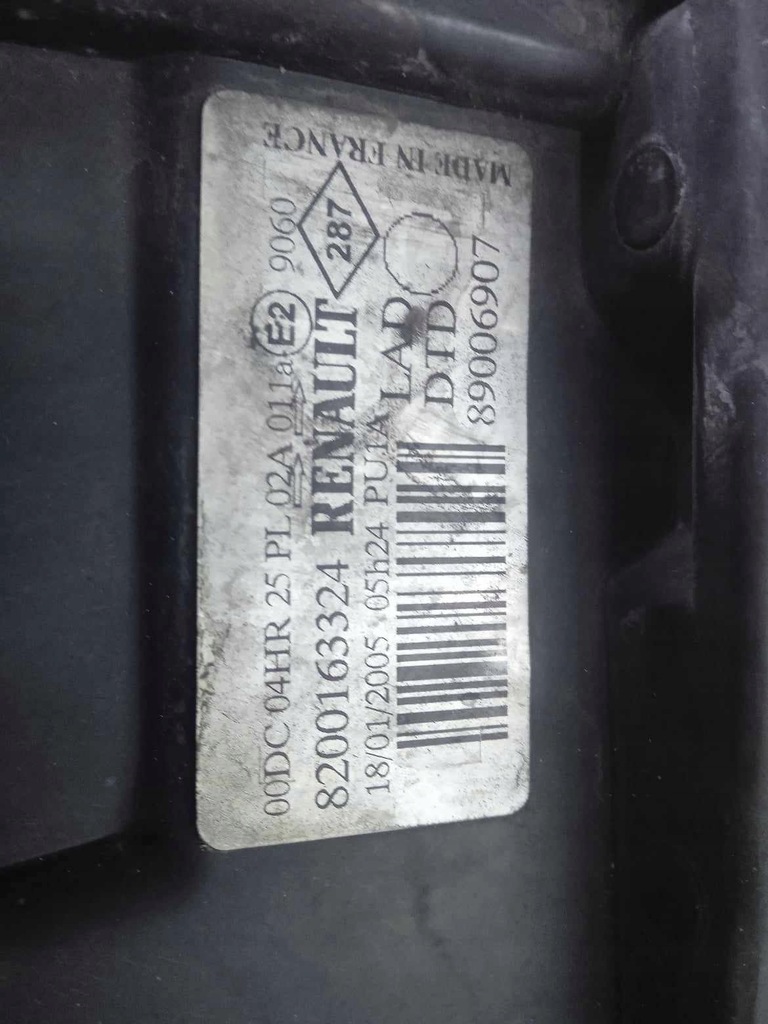 00DC 04HR 25 PL 02A 011a E2 9060
8200163324 RENAULT 287
18/01/2005 05h24 PU1A LAD
DTD
89006907
MADE IN FRANCE